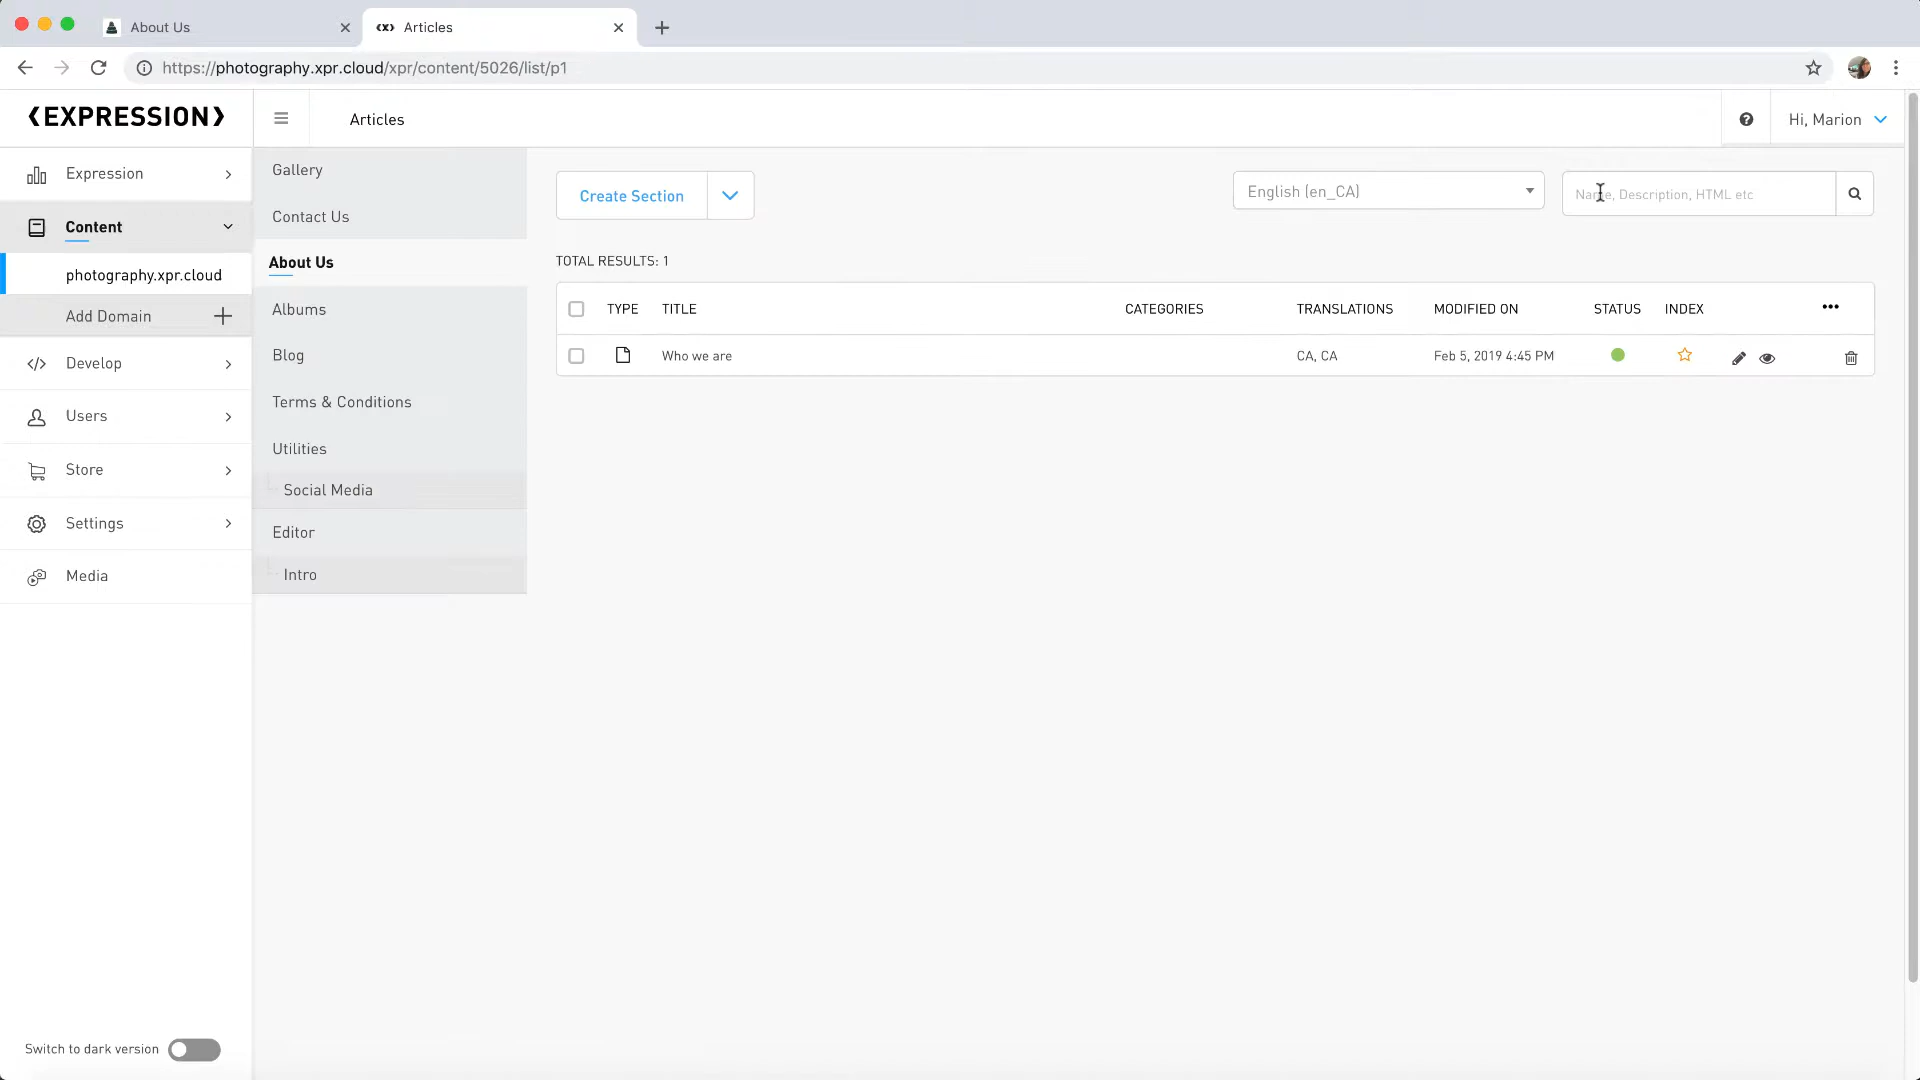 About Us
Articles
https://photography.xpr.cloud/xpr/content/5026/list/p1
‹EXPRESSION›
Articles
Hi, Marion
Expression
Content
photography.xpr.cloud
Add Domain
Develop
Users
Store
Settings
Media
Switch to dark version
Gallery
Contact Us
About Us
Albums
Blog
Terms & Conditions
Utilities
Social Media
Editor
Intro
Create Section
English (en_CA)
Name, Description, HTML etc
TOTAL RESULTS: 1
TYPE TITLE CATEGORIES TRANSLATIONS MODIFIED ON STATUS INDEX
Who we are CA, CA Feb 5, 2019 4:45 PM